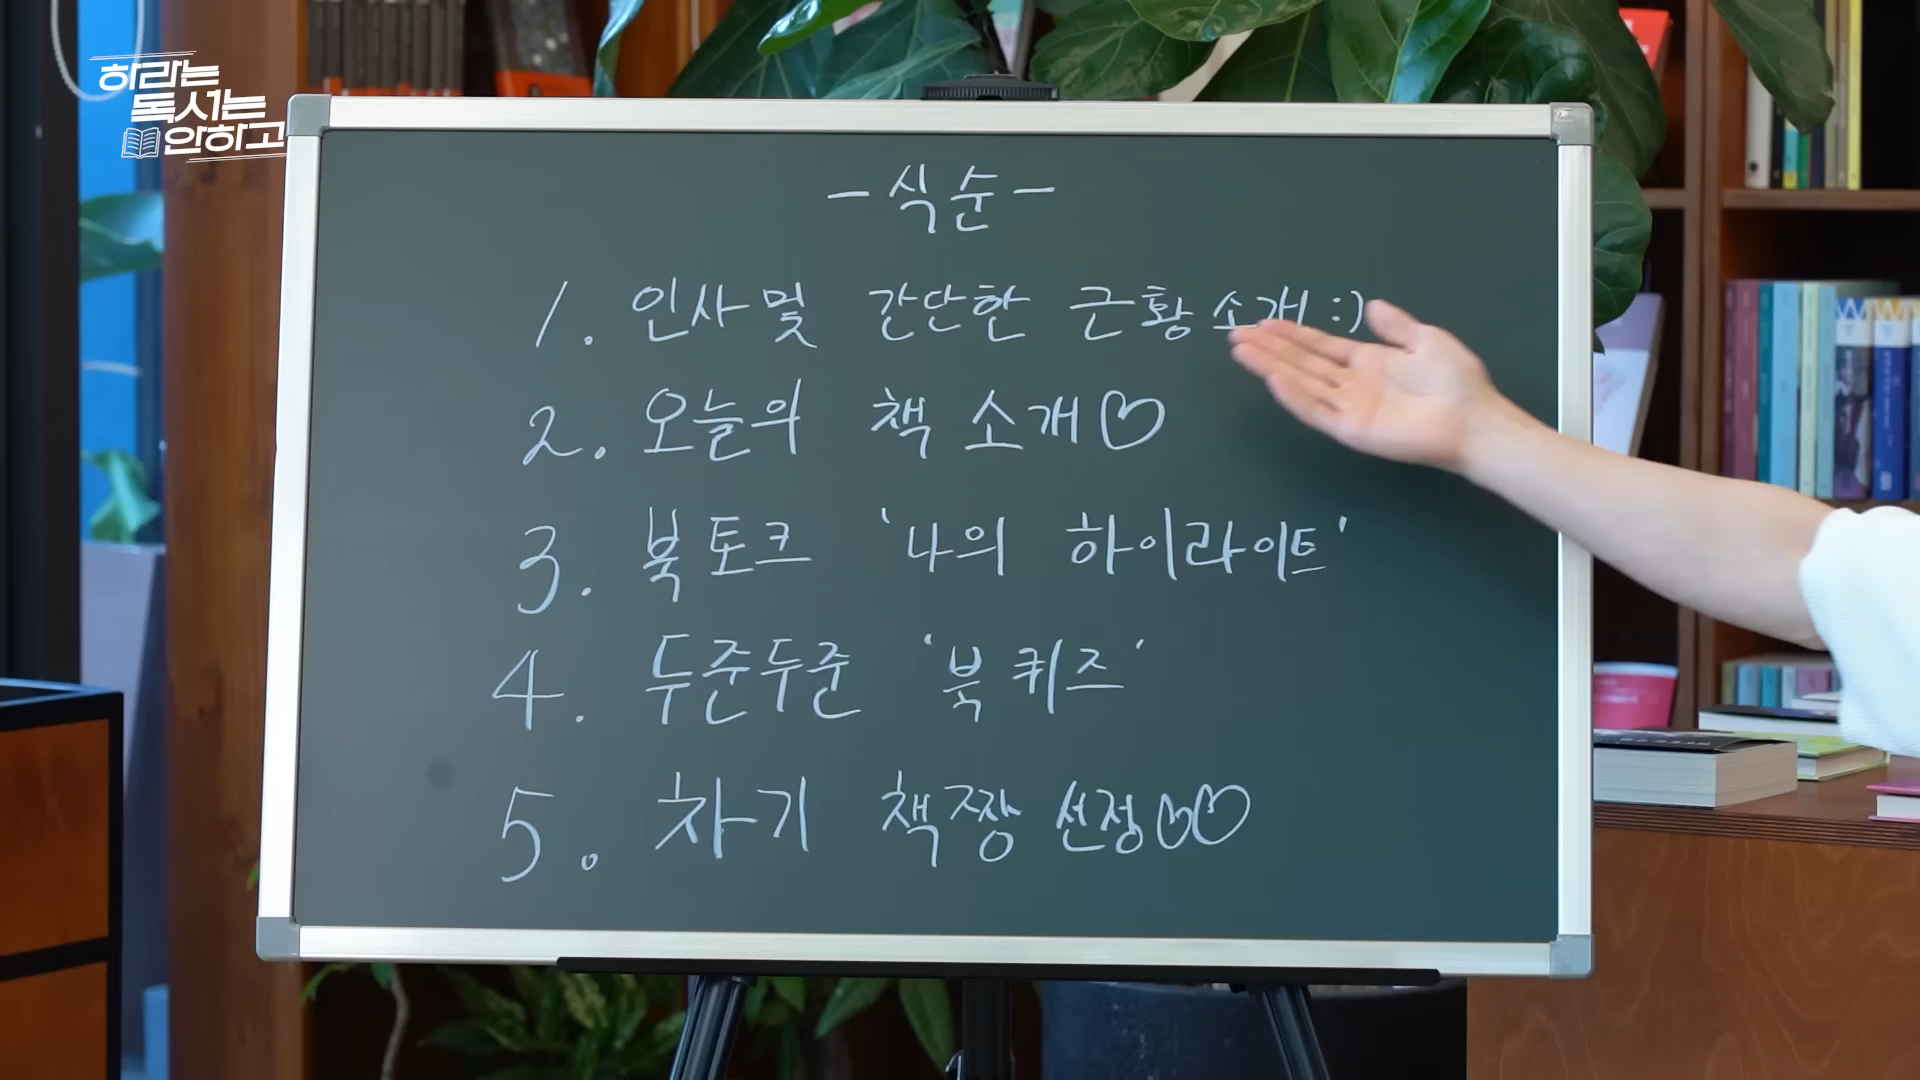 하라는
독서는
안하고
-식순-
1. 인사 및 간단한 근황 소개 :)
2. 오늘의 책 소개♡
3. 북토크 '나의 하이라이트'
4. 두준두준 '북 퀴즈'
5. 차기 책짱 선정♡♡